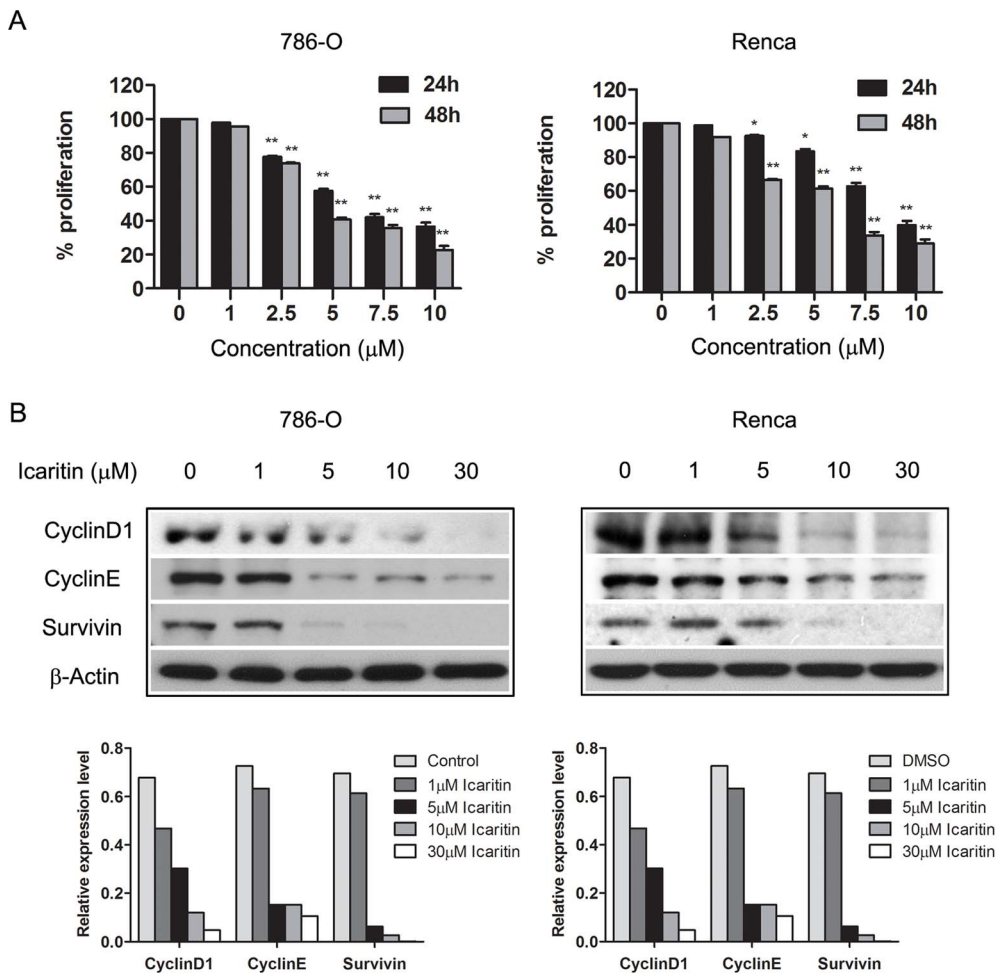 A
786-O
Renca
120
100
80
60
40
20
0
% proliferation
24h
48h
** ** ** ** ** ** ** **
0 1 2.5 5 7.5 10
Concentration (μM)
120
100
80
60
40
20
0
% proliferation
24h
48h
* ** * ** ** ** ** **
0 1 2.5 5 7.5 10
Concentration (μM)
B
786-O
Renca
Icaritin (μM) 0 1 5 10 30
0 1 5 10 30
CyclinD1
CyclinE
Survivin
β-Actin
0.8
0.6
0.4
0.2
0.0
Relative expression level
Control
1μM Icaritin
5μM Icaritin
10μM Icaritin
30μM Icaritin
CyclinD1 CyclinE Survivin
0.8
0.6
0.4
0.2
0.0
Relative expression level
DMSO
1μM Icaritin
5μM Icaritin
10μM Icaritin
30μM Icaritin
CyclinD1 CyclinE Survivin